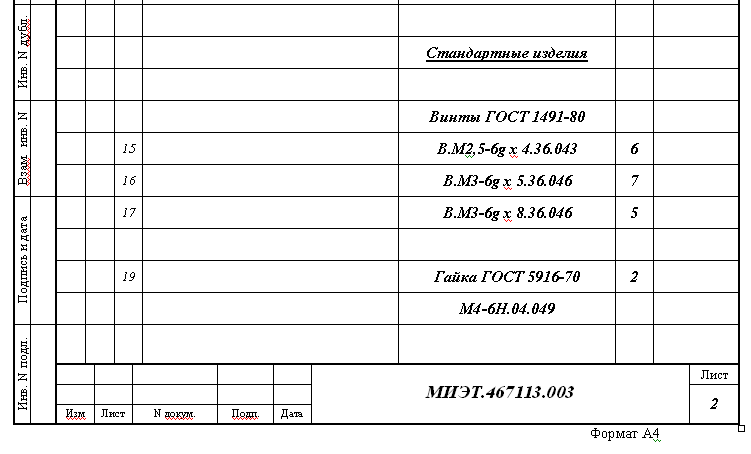 Инв. N дубл.
Стандартные изделия
Взам. инв. N
Винты ГОСТ 1491-80
15 В.М2,5-6g x 4.36.043 6
16 В.М3-6g x 5.36.046 7
17 В.М3-6g x 8.36.046 5
Подпись и дата
19 Гайка ГОСТ 5916-70 2
М4-6Н.04.049
Инв. N подл.
Изм Лист N докум. Подп. Дата
МИЭТ.467113.003
Лист
2
Формат А4